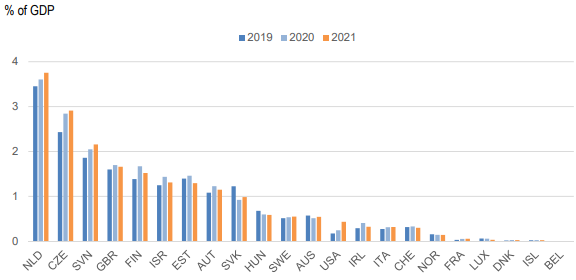 % of GDP
2019 2020 2021
4
3
2
1
0
NLD CZE SVN GBR FIN ISR EST AUT SVK HUN SWE AUS USA IRL ITA CHE NOR FRA LUX DNK ISL BEL